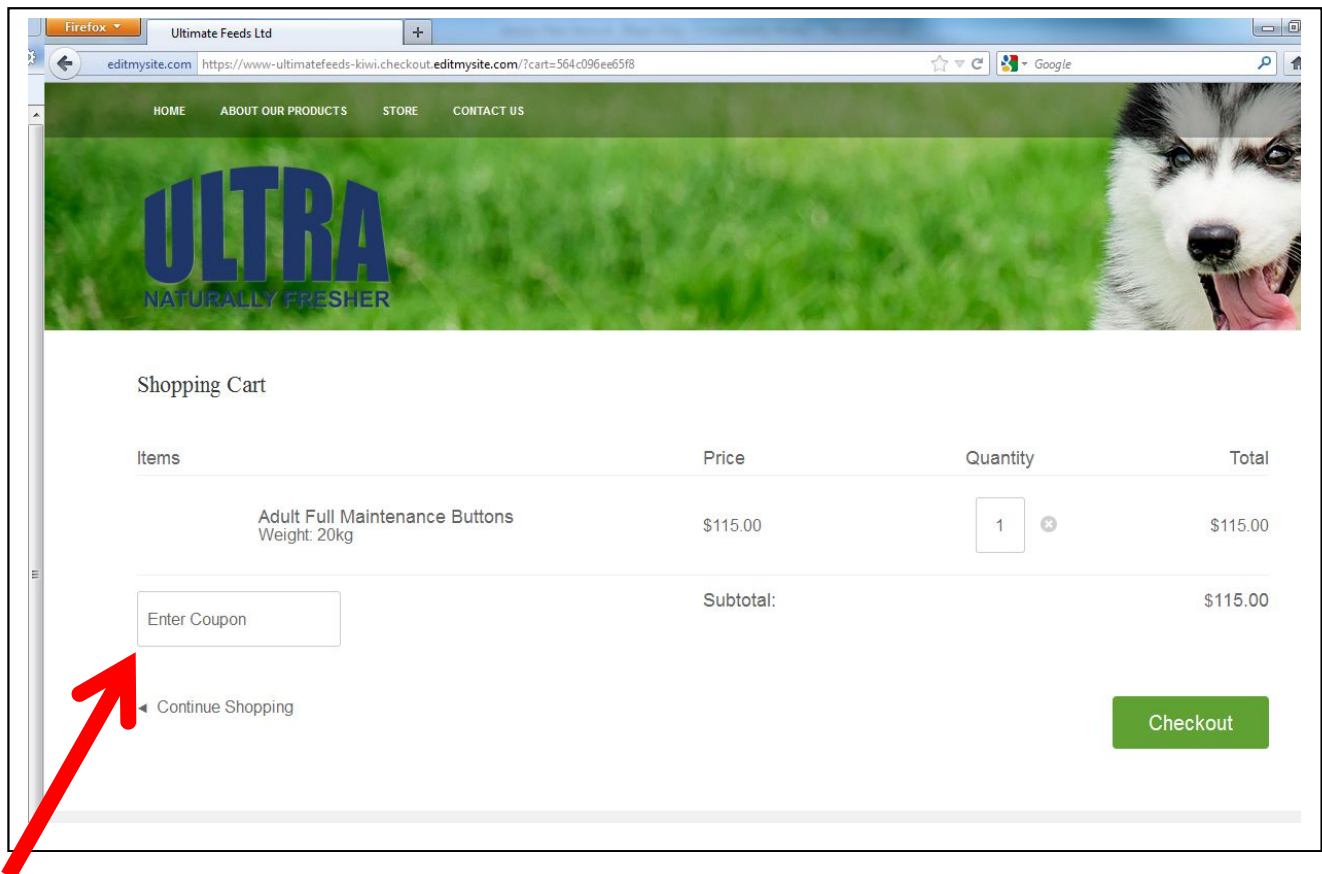 Firefox
Ultimate Feeds Ltd
editmysite.com https://www-ultimatefeeds-kiwi.checkout.editmysite.com/?cart=564c096ee65f8 Google
HOME ABOUT OUR PRODUCTS STORE CONTACT US
ULTRA
NATURALLY FRESHER
Shopping Cart
Items Price Quantity Total
Adult Full Maintenance Buttons
Weight: 20kg
$115.00 1 $115.00
Enter Coupon
Subtotal: $115.00
Continue Shopping
Checkout